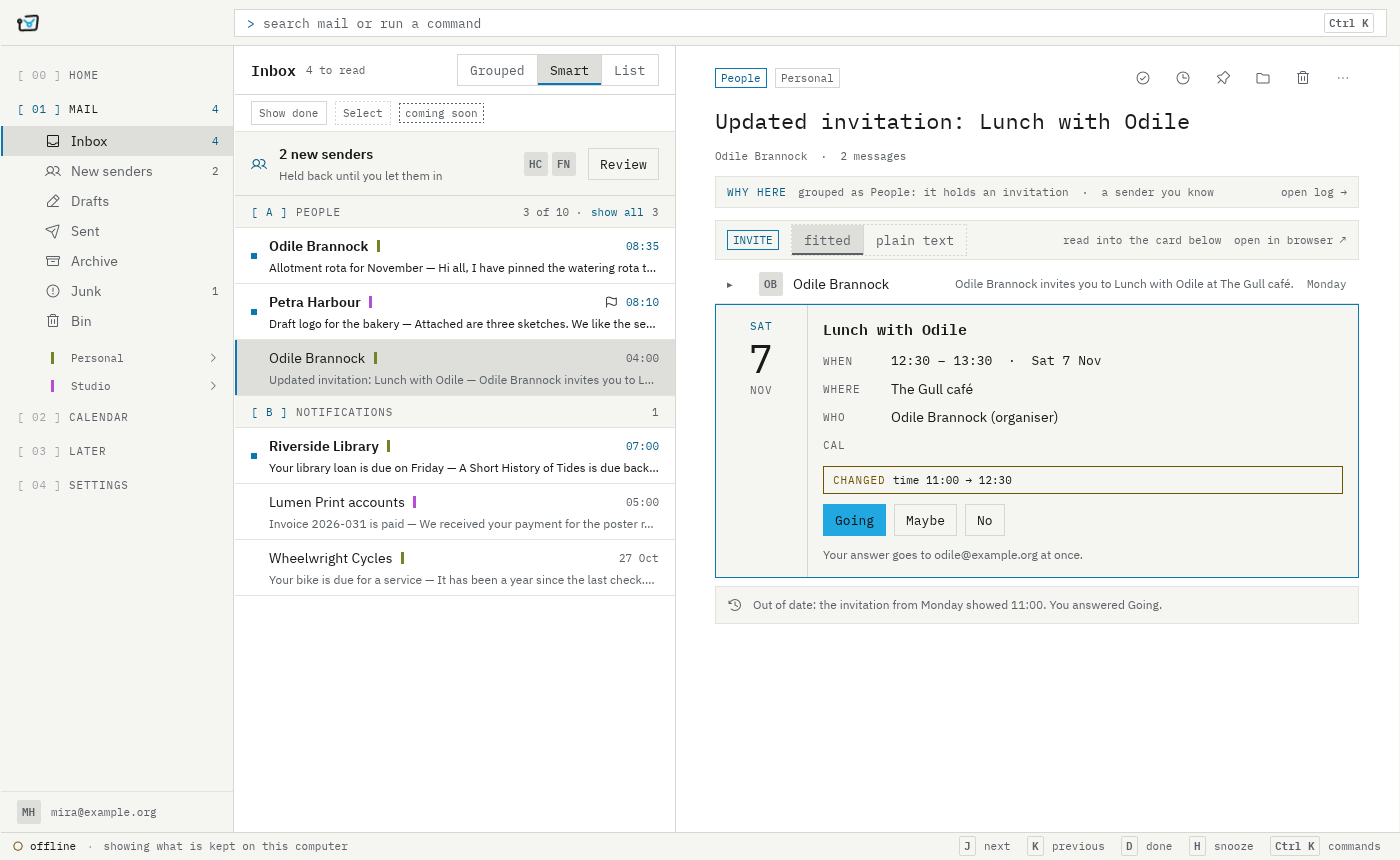 > search mail or run a command
Ctrl K
[ 00 ] HOME
[ 01 ] MAIL 4
Inbox 4
New senders 2
Drafts
Sent
Archive
Junk 1
Bin
Personal
Studio
[ 02 ] CALENDAR
[ 03 ] LATER
[ 04 ] SETTINGS
MH mira@example.org
Inbox 4 to read
Grouped Smart List
Show done Select coming soon
2 new senders
Held back until you let them in
HC FN Review
[ A ] PEOPLE 3 of 10 · show all 3
Odile Brannock 08:35
Allotment rota for November — Hi all, I have pinned the watering rota t…
Petra Harbour 08:10
Draft logo for the bakery — Attached are three sketches. We like the se…
Odile Brannock 04:00
Updated invitation: Lunch with Odile — Odile Brannock invites you to L…
[ B ] NOTIFICATIONS 1
Riverside Library 07:00
Your library loan is due on Friday — A Short History of Tides is due back…
Lumen Print accounts 05:00
Invoice 2026-031 is paid — We received your payment for the poster r…
Wheelwright Cycles 27 Oct
Your bike is due for a service — It has been a year since the last check.…
People Personal
Updated invitation: Lunch with Odile
Odile Brannock · 2 messages
WHY HERE grouped as People: it holds an invitation · a sender you know open log →
INVITE fitted plain text read into the card below open in browser ↗
▸ OB Odile Brannock Odile Brannock invites you to Lunch with Odile at The Gull café. Monday
SAT
7
NOV
Lunch with Odile
WHEN 12:30 – 13:30 · Sat 7 Nov
WHERE The Gull café
WHO Odile Brannock (organiser)
CAL
CHANGED time 11:00 → 12:30
Going Maybe No
Your answer goes to odile@example.org at once.
Out of date: the invitation from Monday showed 11:00. You answered Going.
offline · showing what is kept on this computer
J next K previous D done H snooze Ctrl K commands